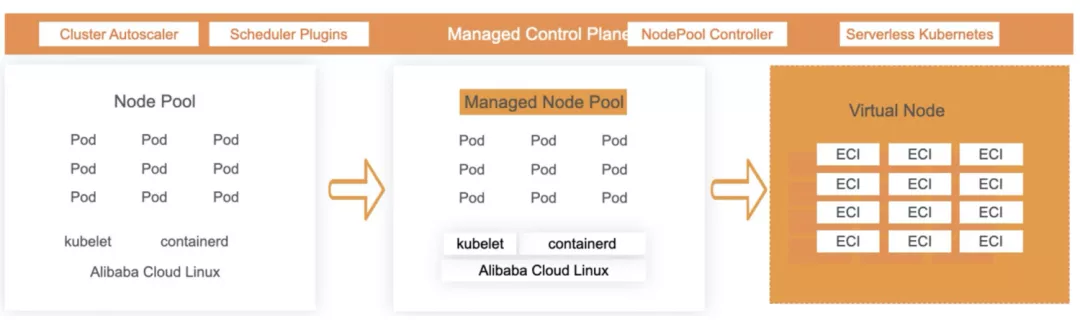 Cluster Autoscaler Scheduler Plugins Managed Control Plane NodePool Controller Serverless Kubernetes
Node Pool
Pod Pod Pod
Pod Pod Pod
Pod Pod Pod
kubelet containerd
Alibaba Cloud Linux
Managed Node Pool
Pod Pod Pod
Pod Pod Pod
Pod Pod Pod
kubelet containerd
Alibaba Cloud Linux
Virtual Node
ECI ECI ECI
ECI ECI ECI
ECI ECI ECI
ECI ECI ECI